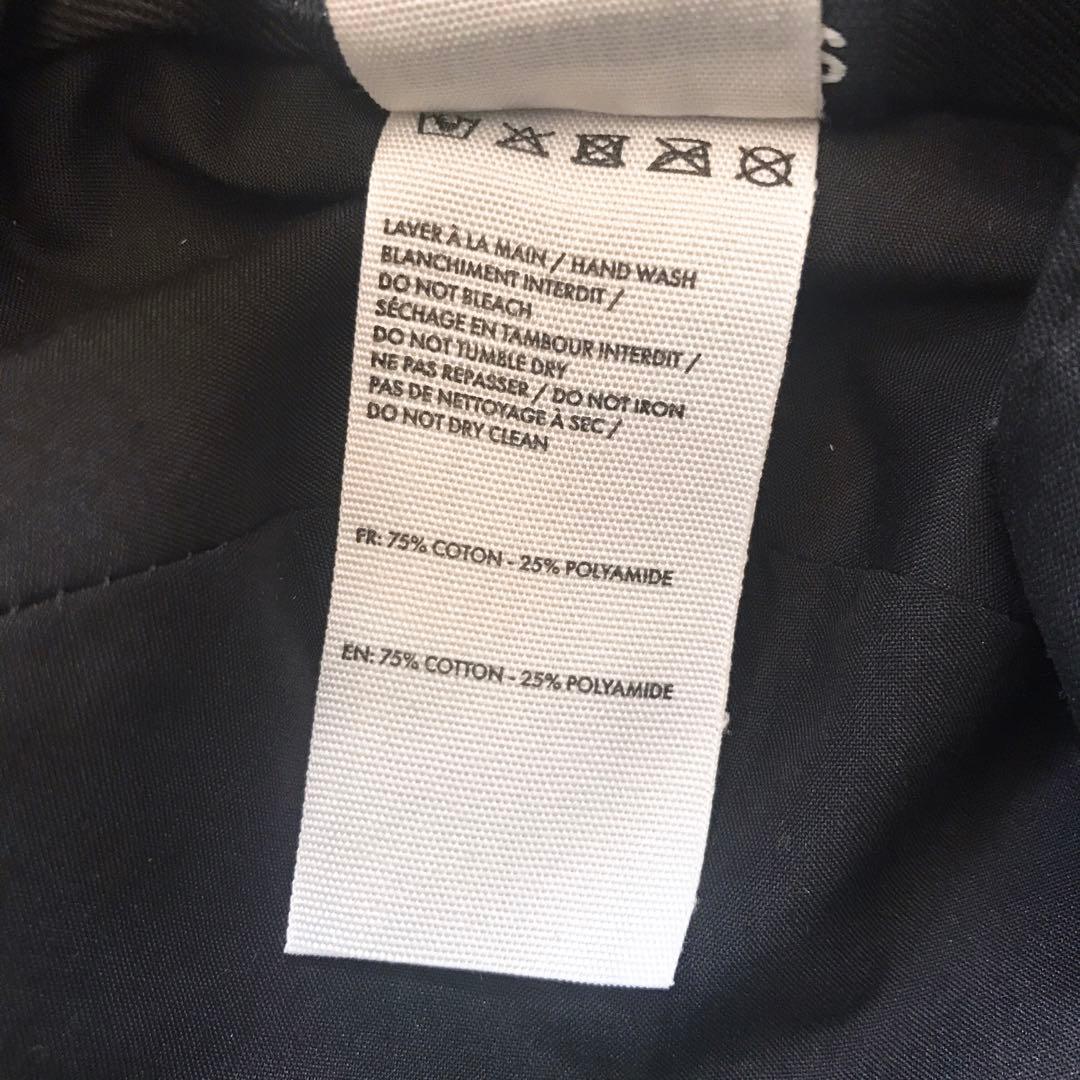 LAVER À LA MAIN / HAND WASH
BLANCHIMENT INTERDIT /
DO NOT BLEACH
SÉCHAGE EN TAMBOUR INTERDIT /
DO NOT TUMBLE DRY
NE PAS REPASSER / DO NOT IRON
PAS DE NETTOYAGE À SEC /
DO NOT DRY CLEAN
FR: 75% COTON - 25% POLYAMIDE
EN: 75% COTTON - 25% POLYAMIDE